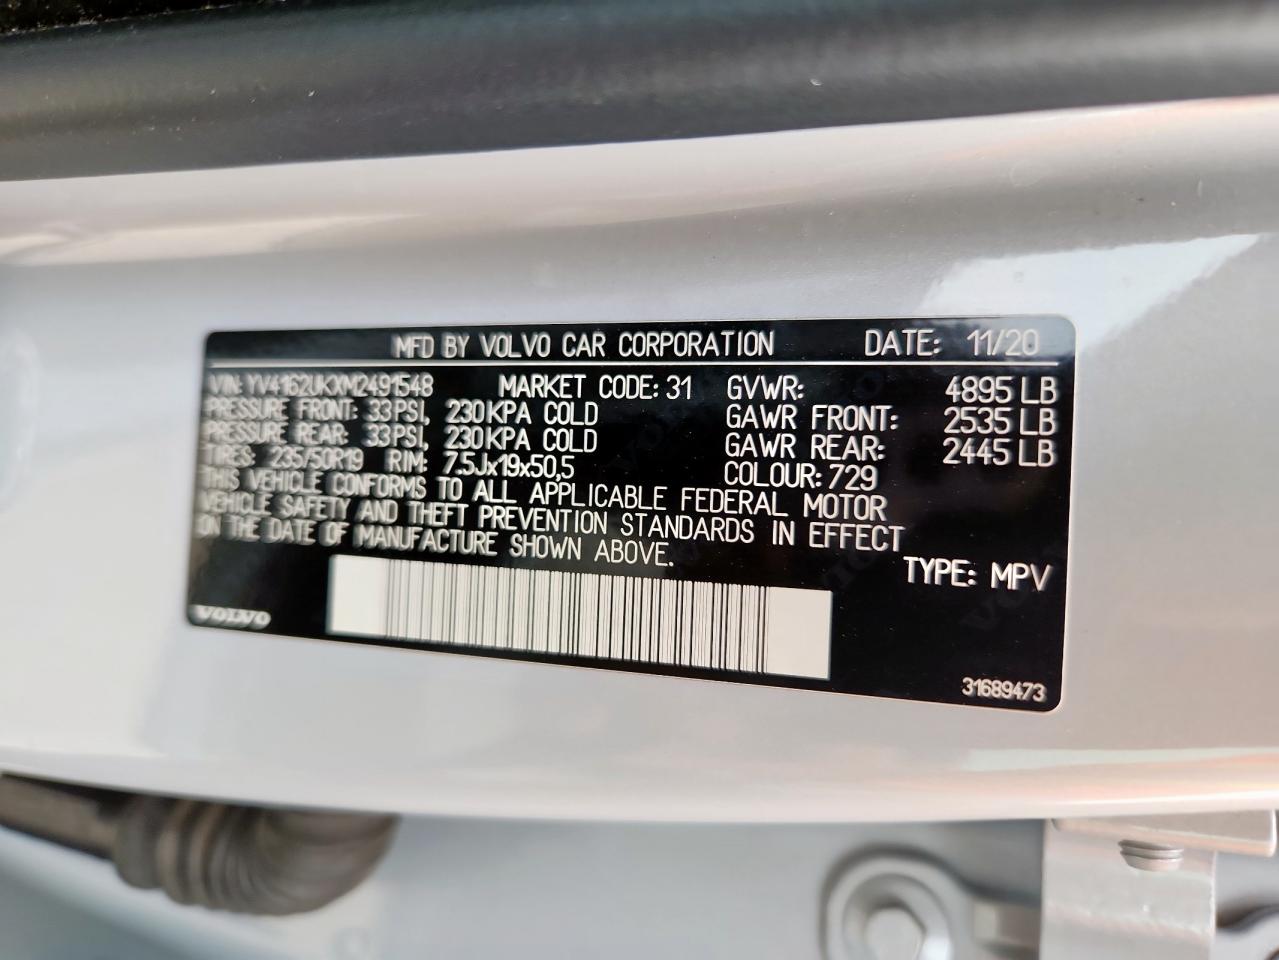 MFD BY VOLVO CAR CORPORATION DATE: 11/20
VIN: YV4162UKXM2491548 MARKET CODE: 31 GVWR: 4895 LB
PRESSURE FRONT: 33 PSI, 230 KPA COLD GAWR FRONT: 2535 LB
PRESSURE REAR: 33 PSI, 230 KPA COLD GAWR REAR: 2445 LB
TIRES: 235/50R19 RIM: 7.5Jx19x50,5 COLOUR: 729
THIS VEHICLE CONFORMS TO ALL APPLICABLE FEDERAL MOTOR
VEHICLE SAFETY AND THEFT PREVENTION STANDARDS IN EFFECT
ON THE DATE OF MANUFACTURE SHOWN ABOVE.
TYPE: MPV
VOLVO
31689473